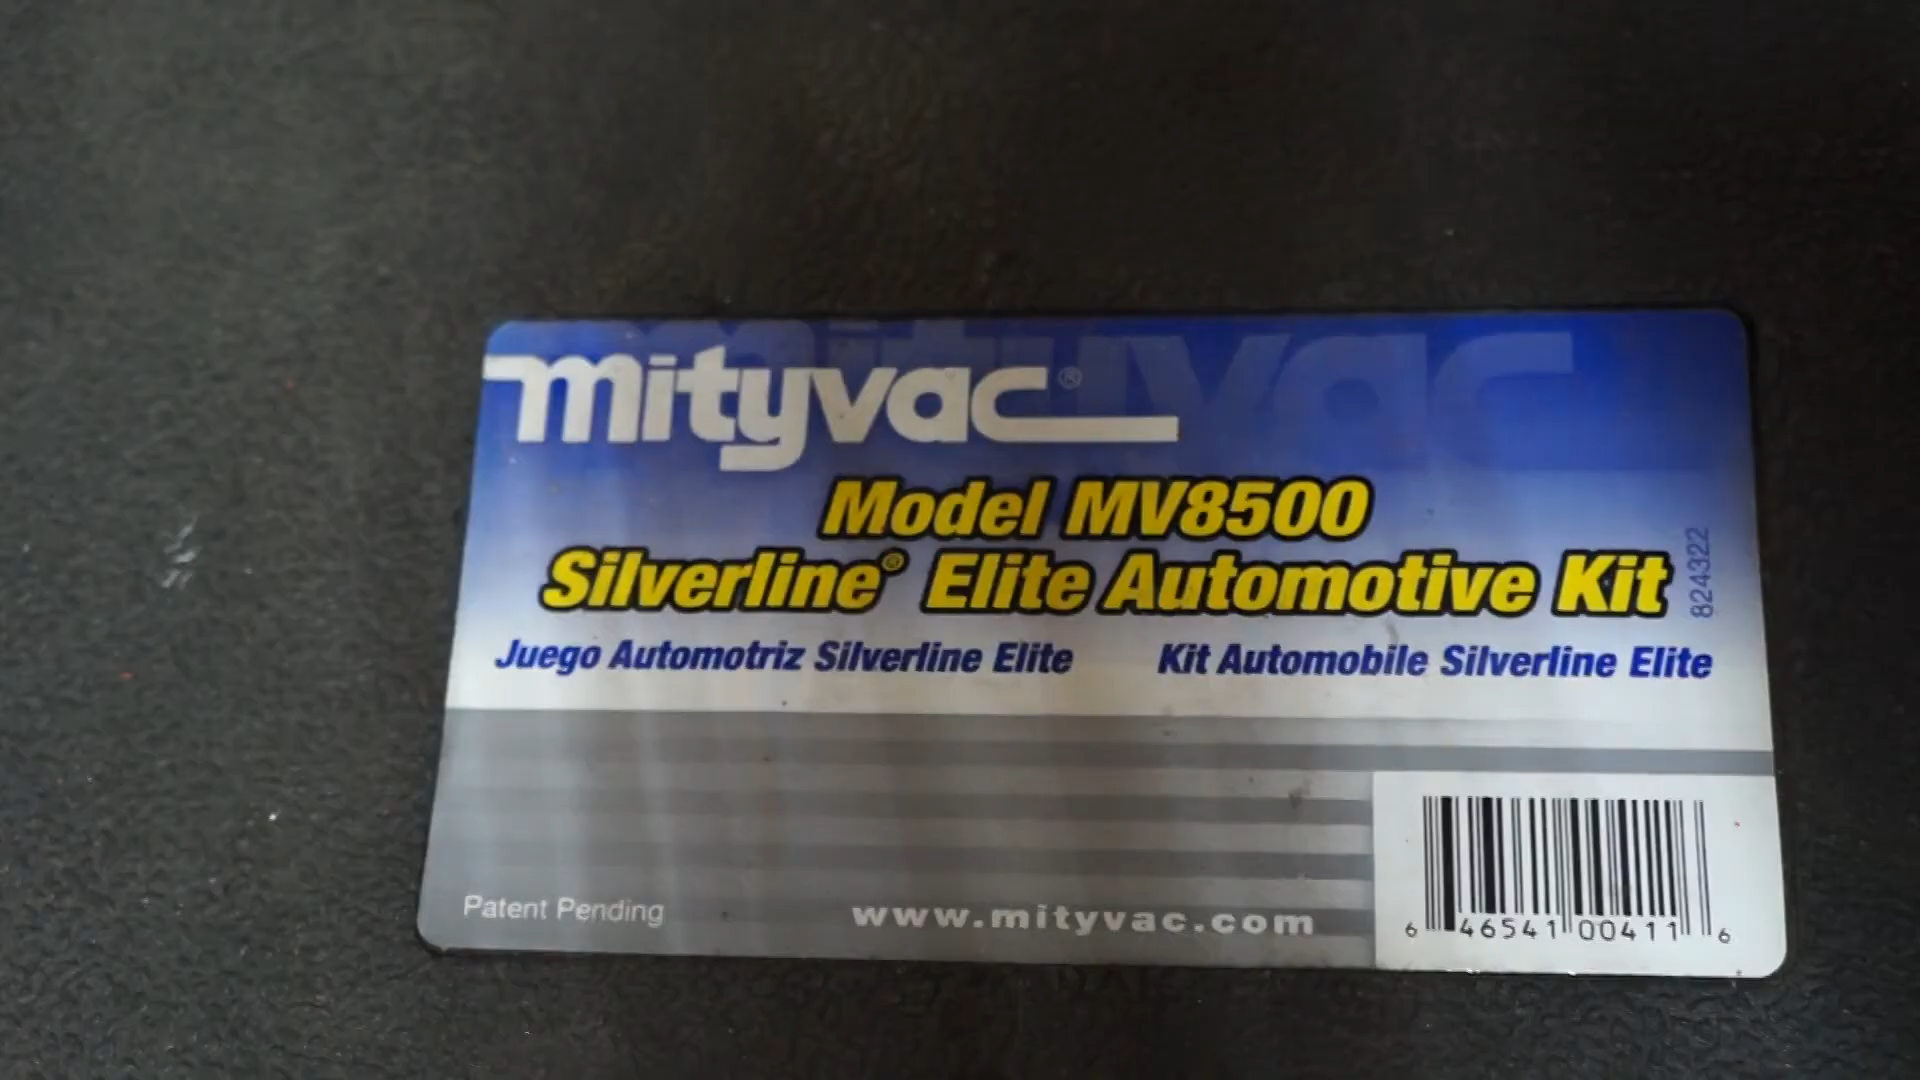 mityvac®
Model MV8500
Silverline® Elite Automotive Kit
824322
Juego Automotriz Silverline Elite
Kit Automobile Silverline Elite
Patent Pending
www.mityvac.com
6 46541 00411 6